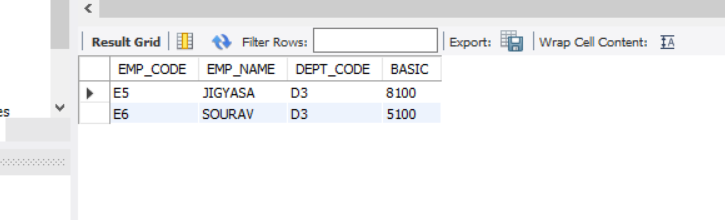 Result Grid Filter Rows: Export: Wrap Cell Content: IA
EMP_CODE EMP_NAME DEPT_CODE BASIC
E5 JIGYASA D3 8100
E6 SOURAV D3 5100
es